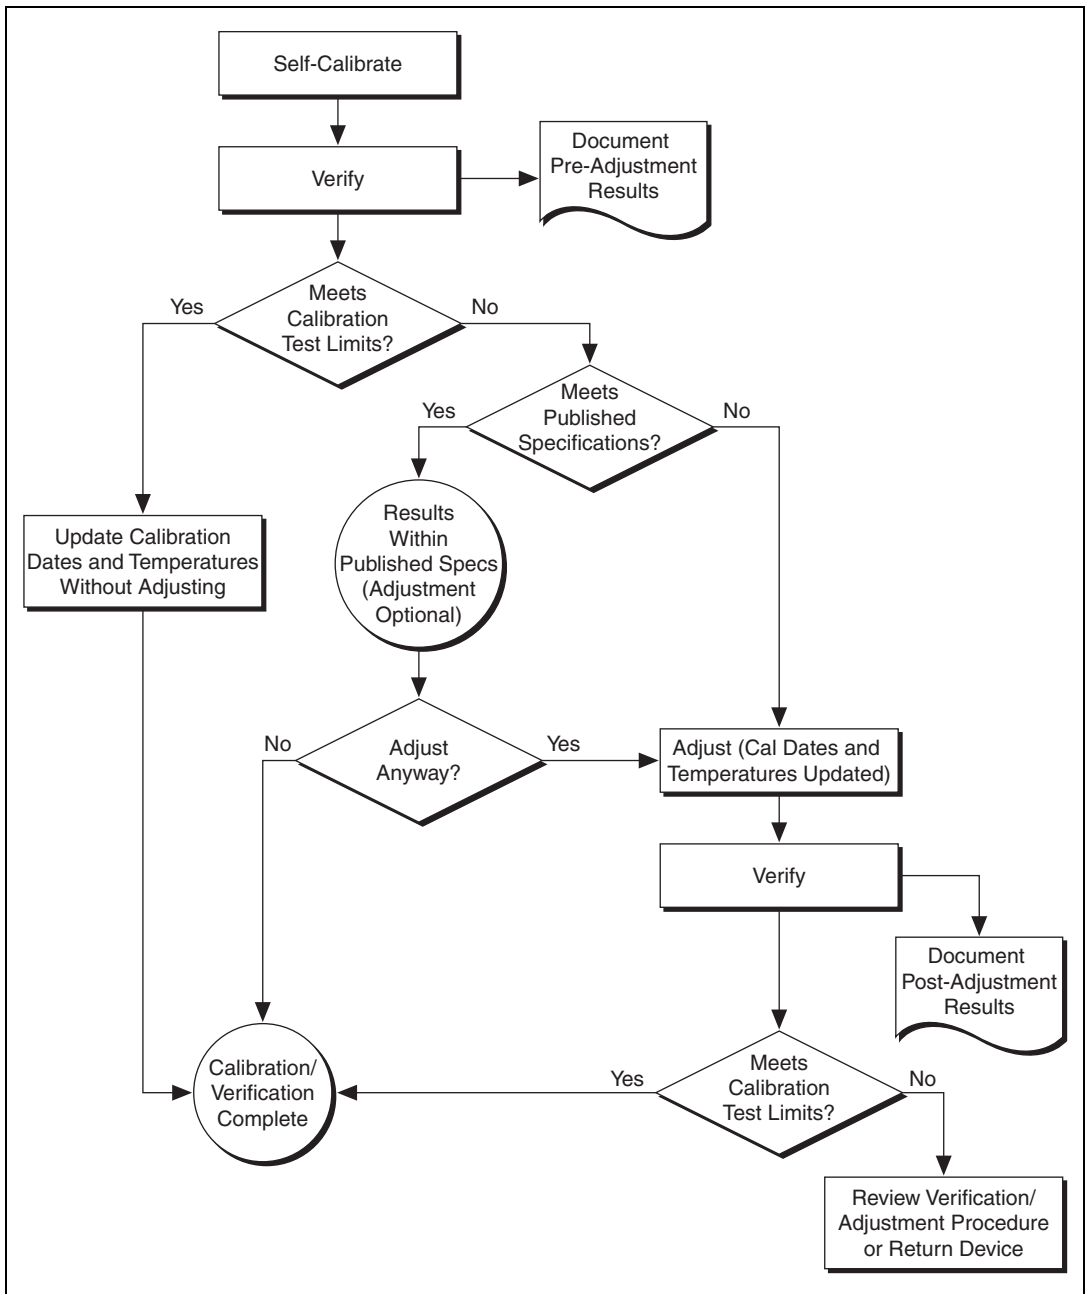 Self-Calibrate
Verify
Document
Pre-Adjustment
Results
Meets
Calibration
Test Limits?
Yes
No
Meets
Published
Specifications?
Yes
No
Update Calibration
Dates and Temperatures
Without Adjusting
Results
Within
Published Specs
(Adjustment
Optional)
Adjust
Anyway?
No
Yes
Adjust (Cal Dates and
Temperatures Updated)
Verify
Document
Post-Adjustment
Results
Calibration/
Verification
Complete
Meets
Calibration
Test Limits?
Yes
No
Review Verification/
Adjustment Procedure
or Return Device